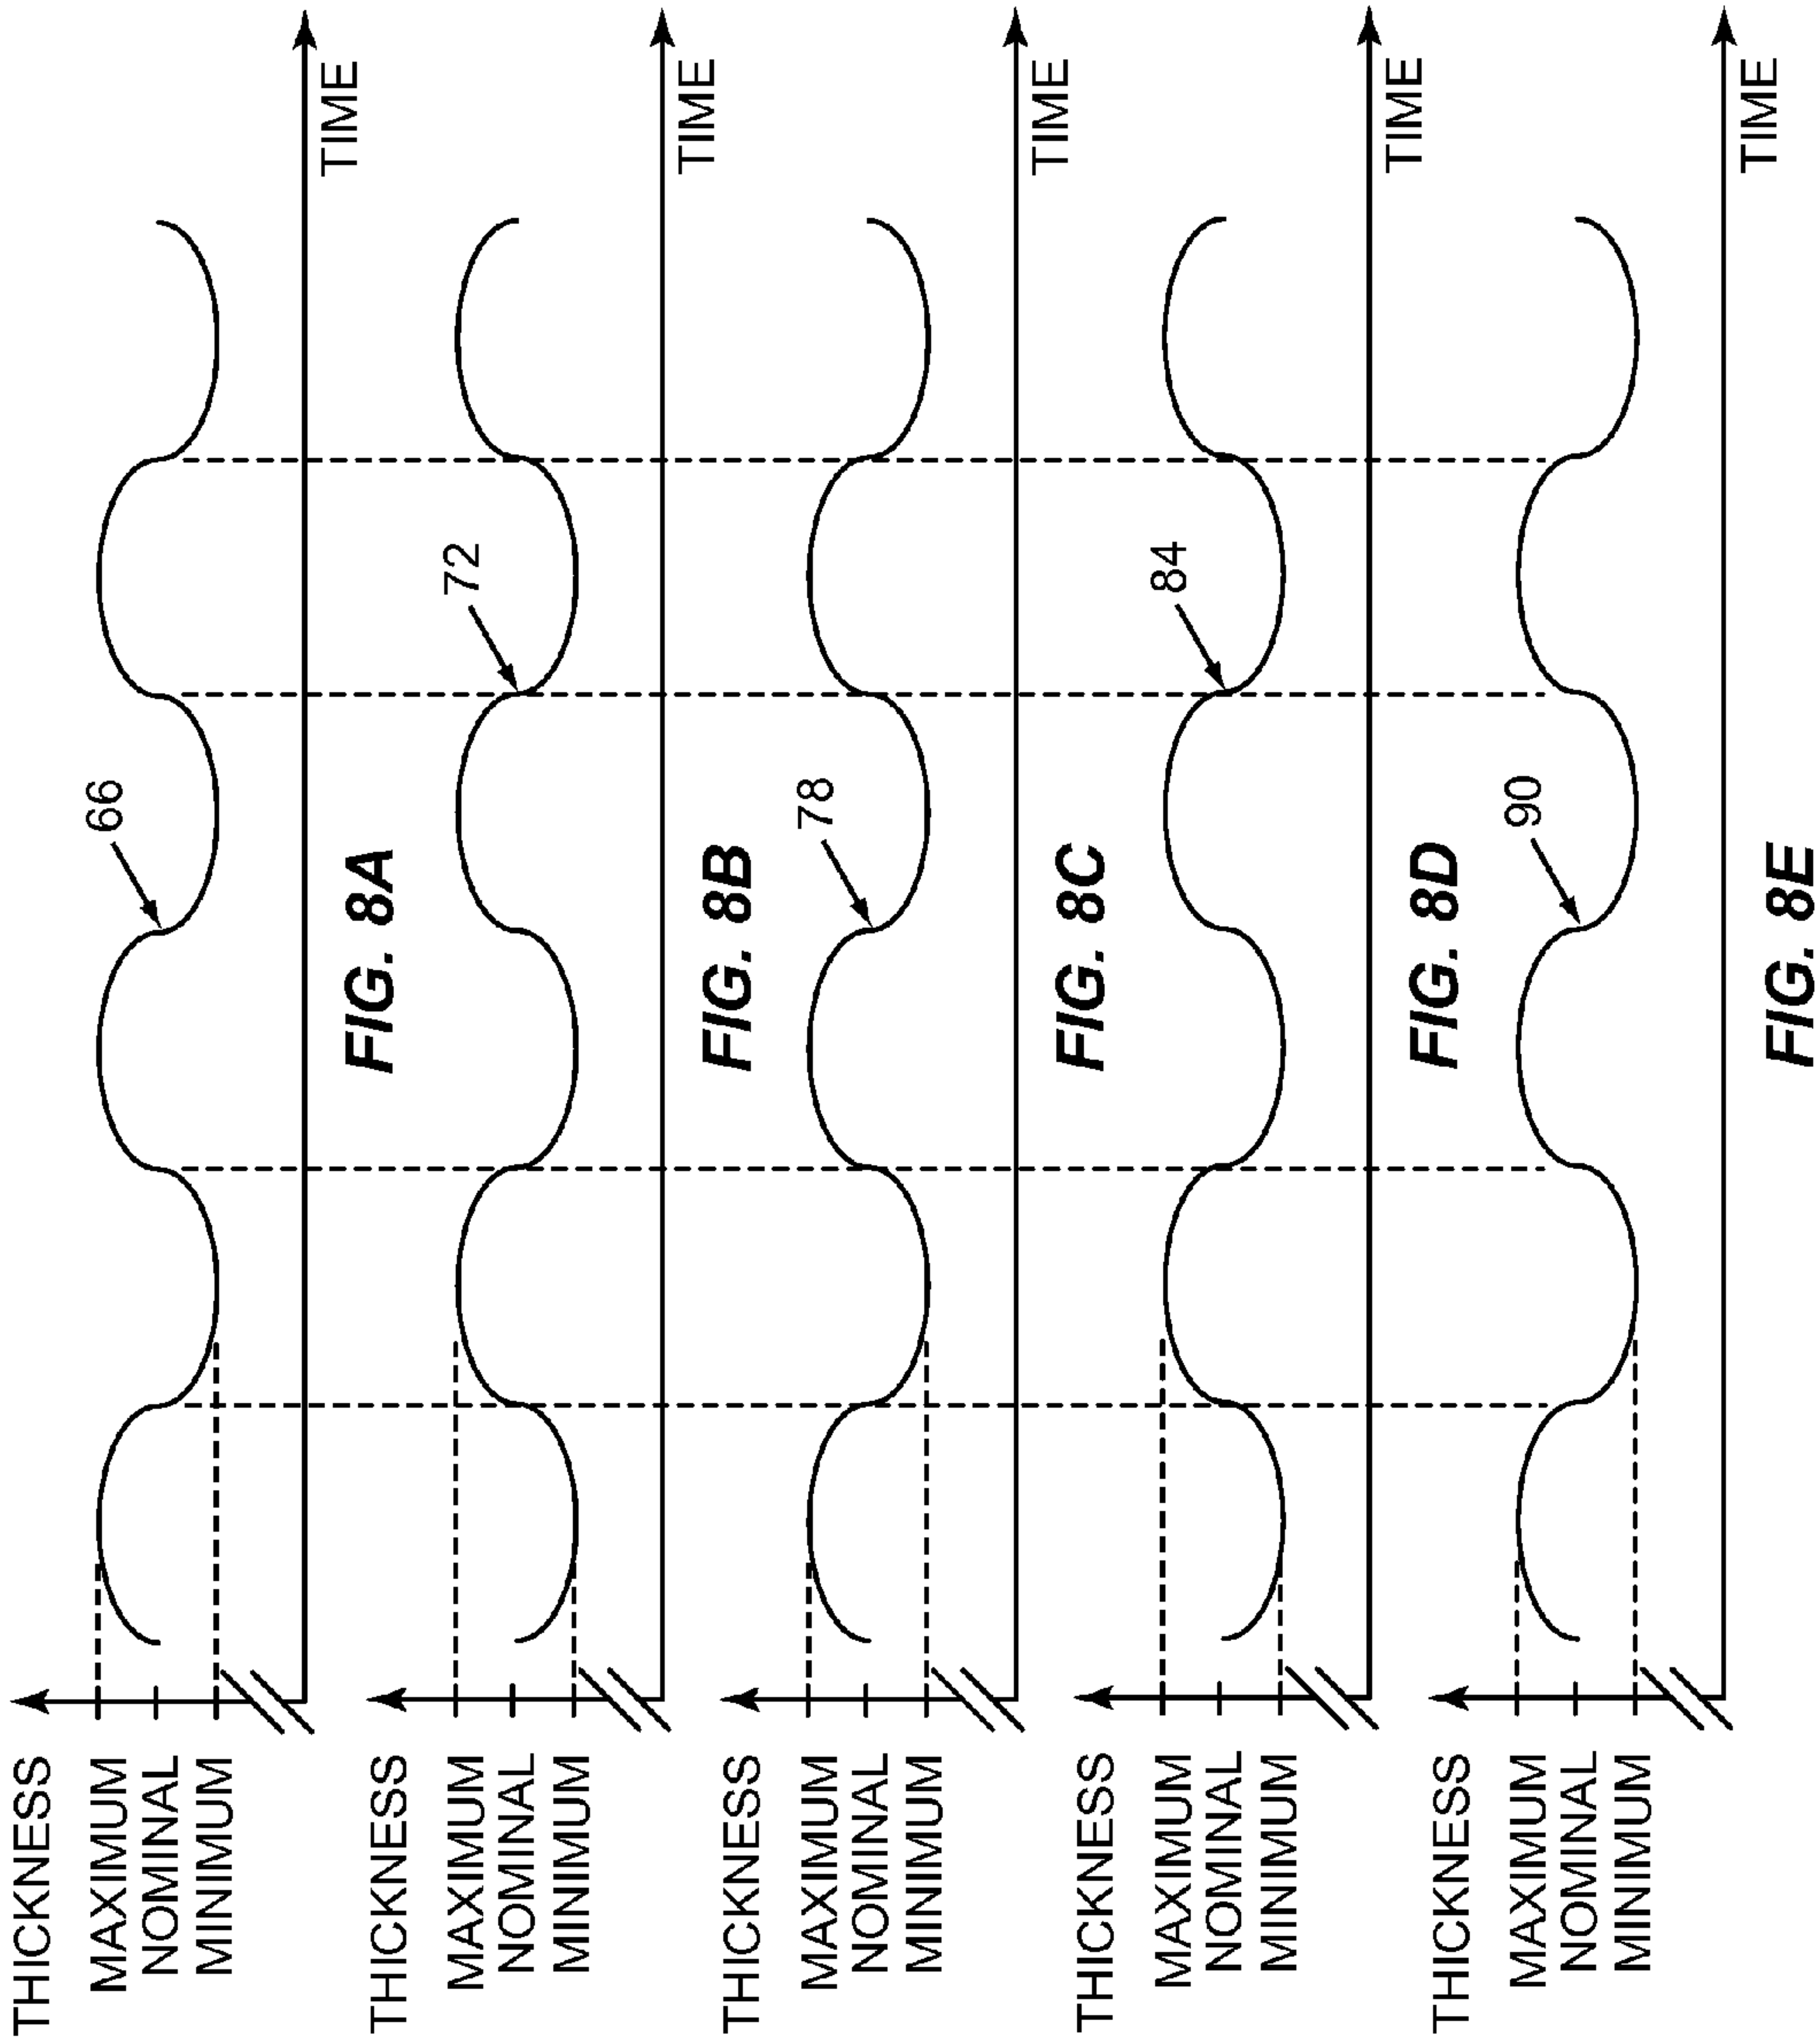 THICKNESS
MAXIMUM
NOMINAL
MINIMUM
66
TIME
FIG. 8A
THICKNESS
MAXIMUM
NOMINAL
MINIMUM
72
TIME
FIG. 8B
THICKNESS
MAXIMUM
NOMINAL
MINIMUM
78
TIME
FIG. 8C
THICKNESS
MAXIMUM
NOMINAL
MINIMUM
84
TIME
FIG. 8D
THICKNESS
MAXIMUM
NOMINAL
MINIMUM
90
TIME
FIG. 8E